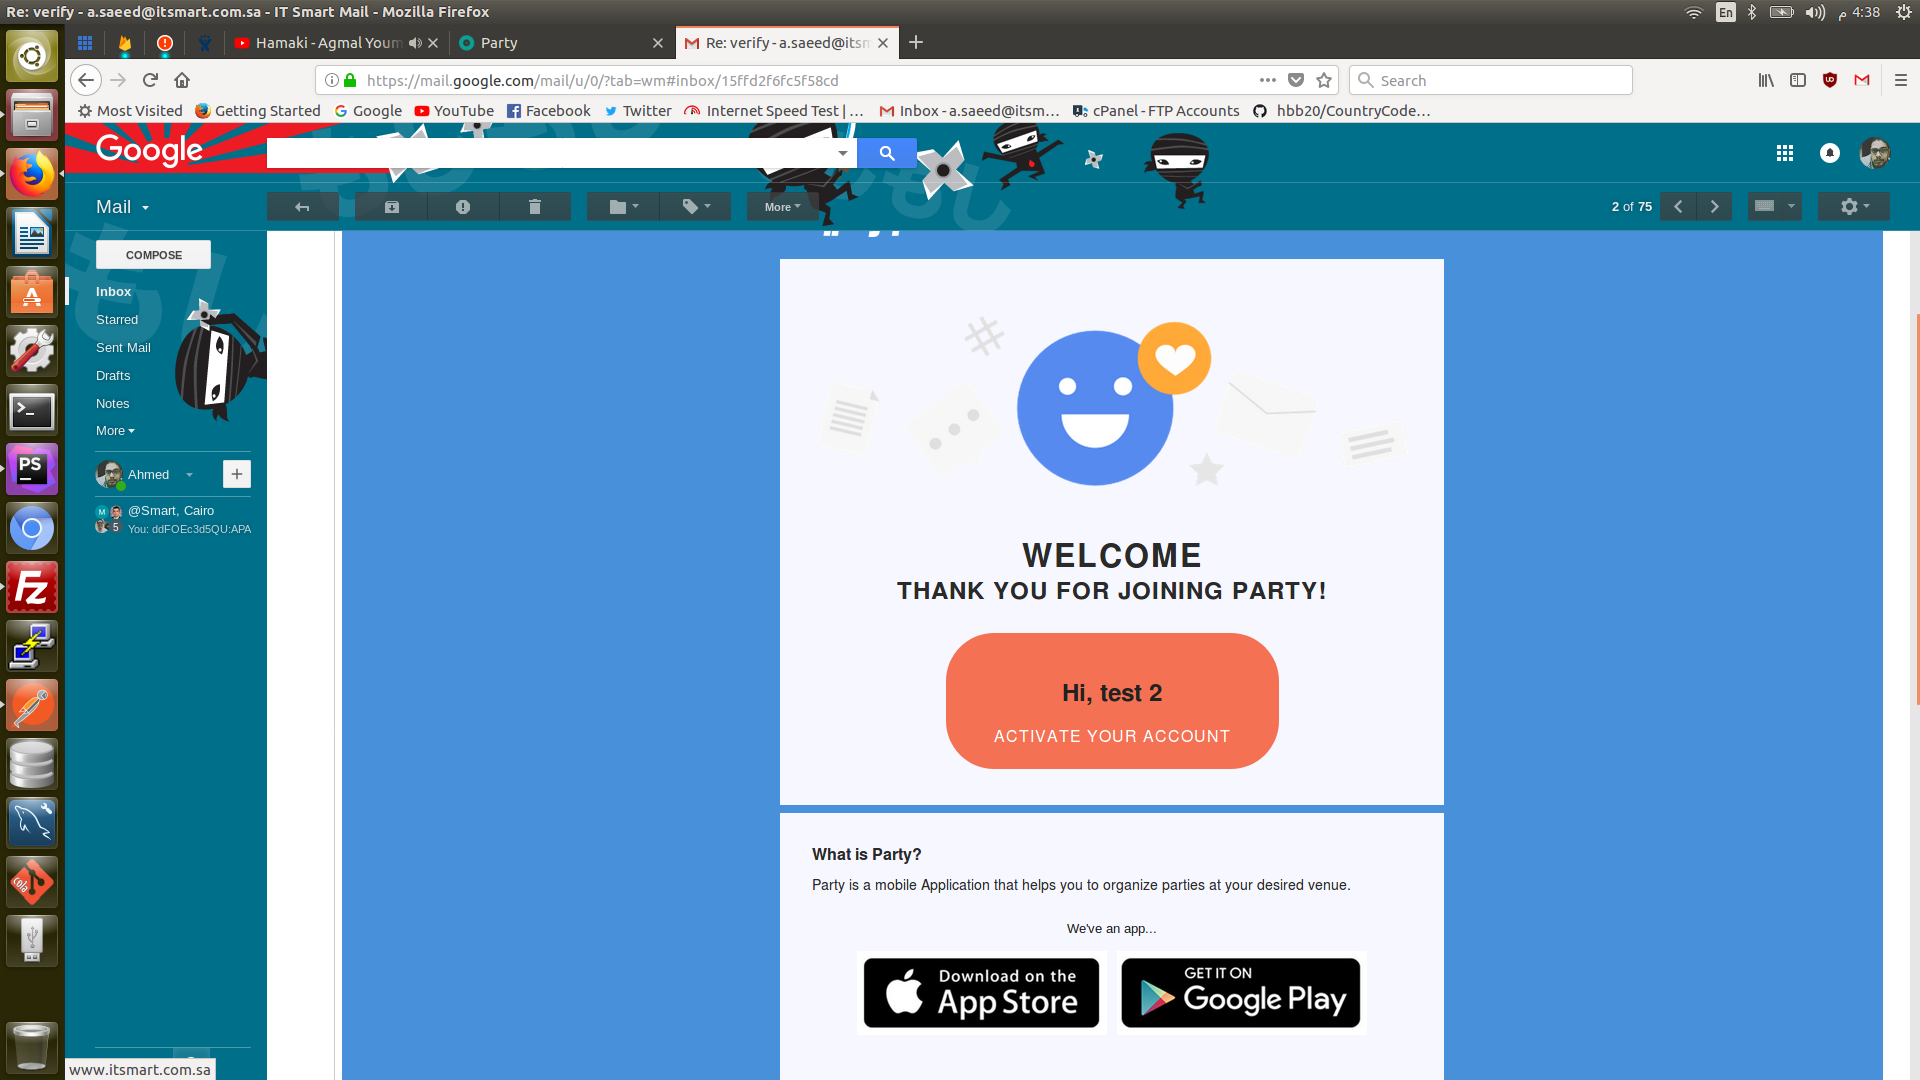 Re: verify - a.saeed@itsmart.com.sa - IT Smart Mail - Mozilla Firefox
En
4:38 م
Hamaki - Agmal Youm
Party
Re: verify - a.saeed@itsm
https://mail.google.com/mail/u/0/?tab=wm#inbox/15ffd2f6fc5f58cd
Search
Most Visited
Getting Started
Google
YouTube
Facebook
Twitter
Internet Speed Test | ...
Inbox - a.saeed@itsm...
cPanel - FTP Accounts
hbb20/CountryCode...
Google
Mail
More
2 of 75
COMPOSE
Inbox
Starred
Sent Mail
Drafts
Notes
More
Ahmed
@Smart, Cairo
M
5
You: ddFOEc3d5QU:APA
PS
Fz
cola
WELCOME
THANK YOU FOR JOINING PARTY!
Hi, test 2
ACTIVATE YOUR ACCOUNT
What is Party?
Party is a mobile Application that helps you to organize parties at your desired venue.
We've an app...
Download on the
App Store
GET IT ON
Google Play
www.itsmart.com.sa